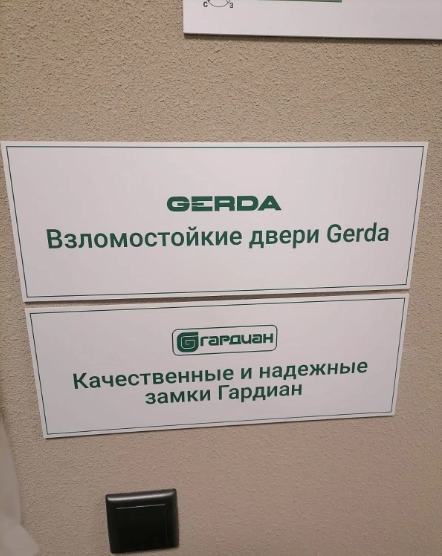 С З
GERDA
Взломостойкие двери Gerda
гардиан
Качественные и надежные
замки Гардиан